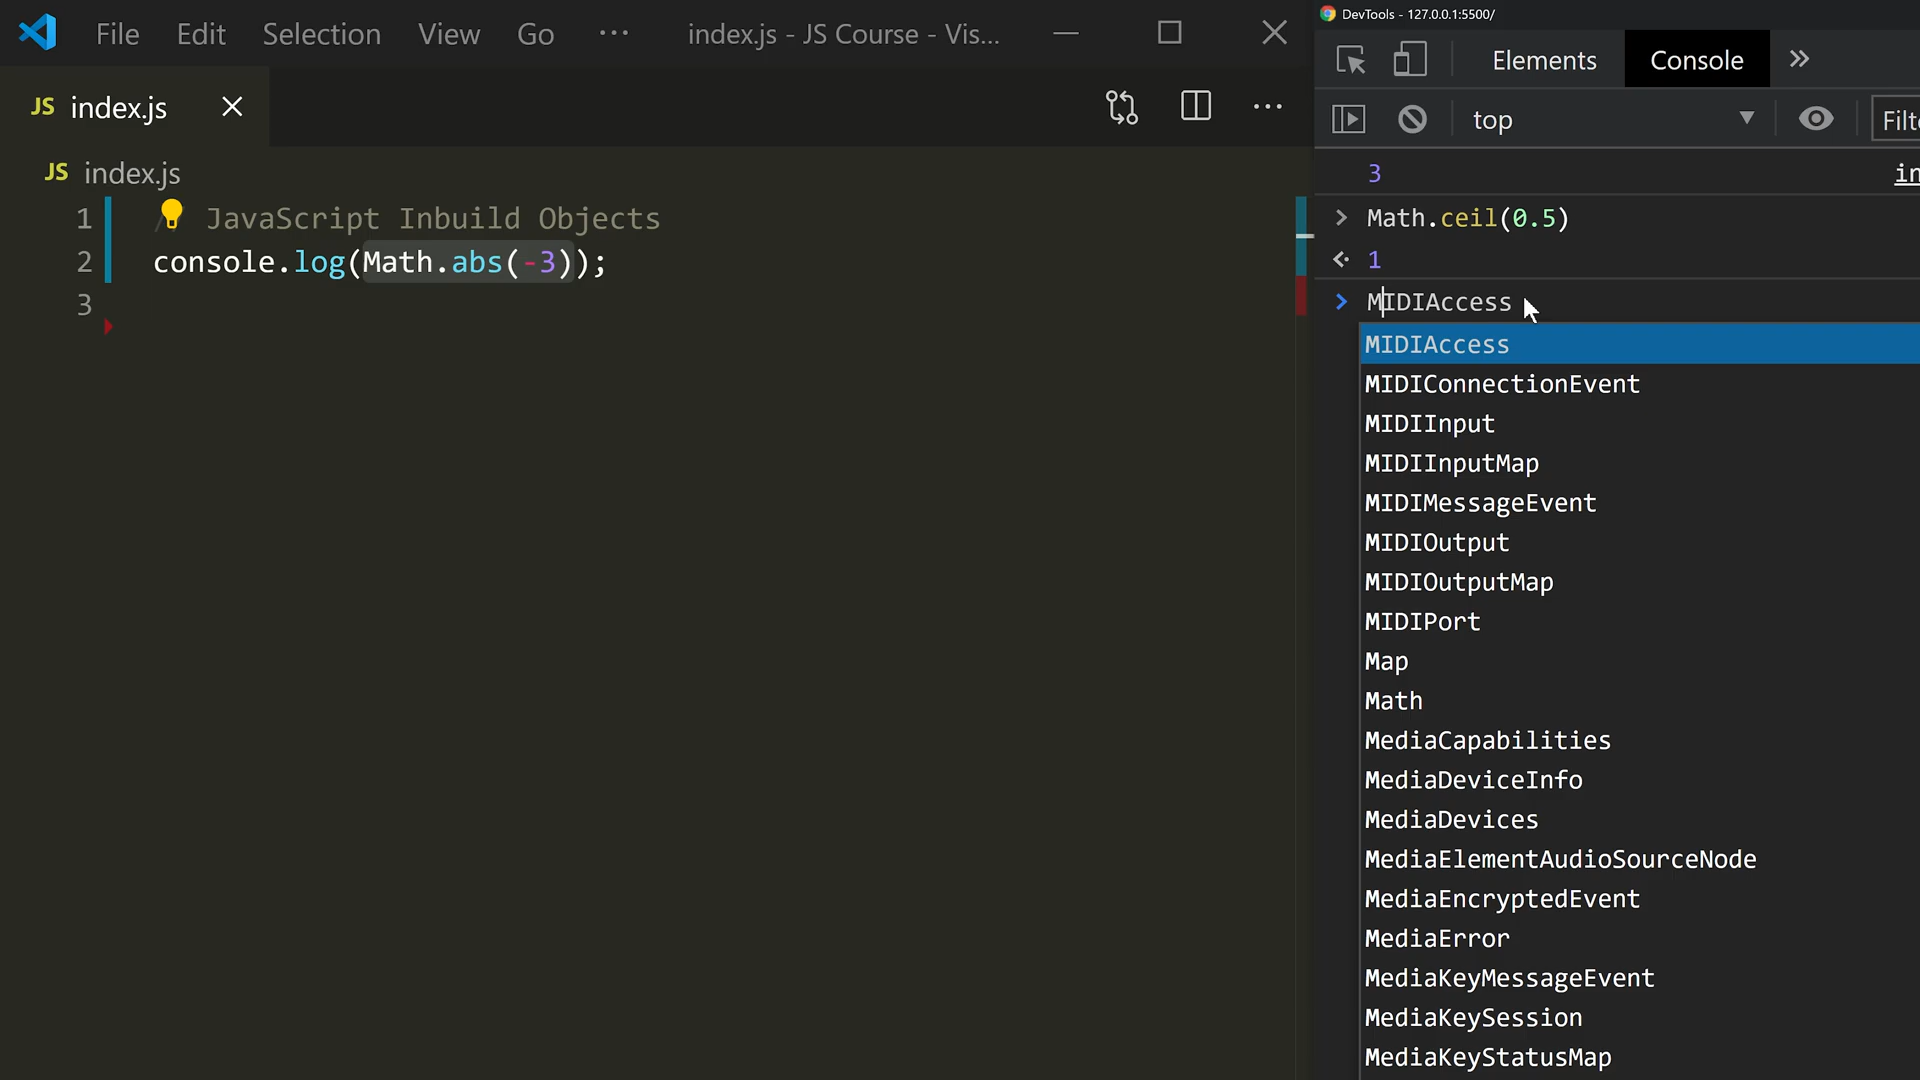 File Edit Selection View Go ··· index.js - JS Course - Vis...
JS index.js
JS index.js
1 / JavaScript Inbuild Objects
2 console.log(Math.abs(-3));
3
DevTools - 127.0.0.1:5500/
Elements Console »
top Filt
3 in
> Math.ceil(0.5)
1
> MIDIAccess
MIDIAccess
MIDIConnectionEvent
MIDIInput
MIDIInputMap
MIDIMessageEvent
MIDIOutput
MIDIOutputMap
MIDIPort
Map
Math
MediaCapabilities
MediaDeviceInfo
MediaDevices
MediaElementAudioSourceNode
MediaEncryptedEvent
MediaError
MediaKeyMessageEvent
MediaKeySession
MediaKeyStatusMap